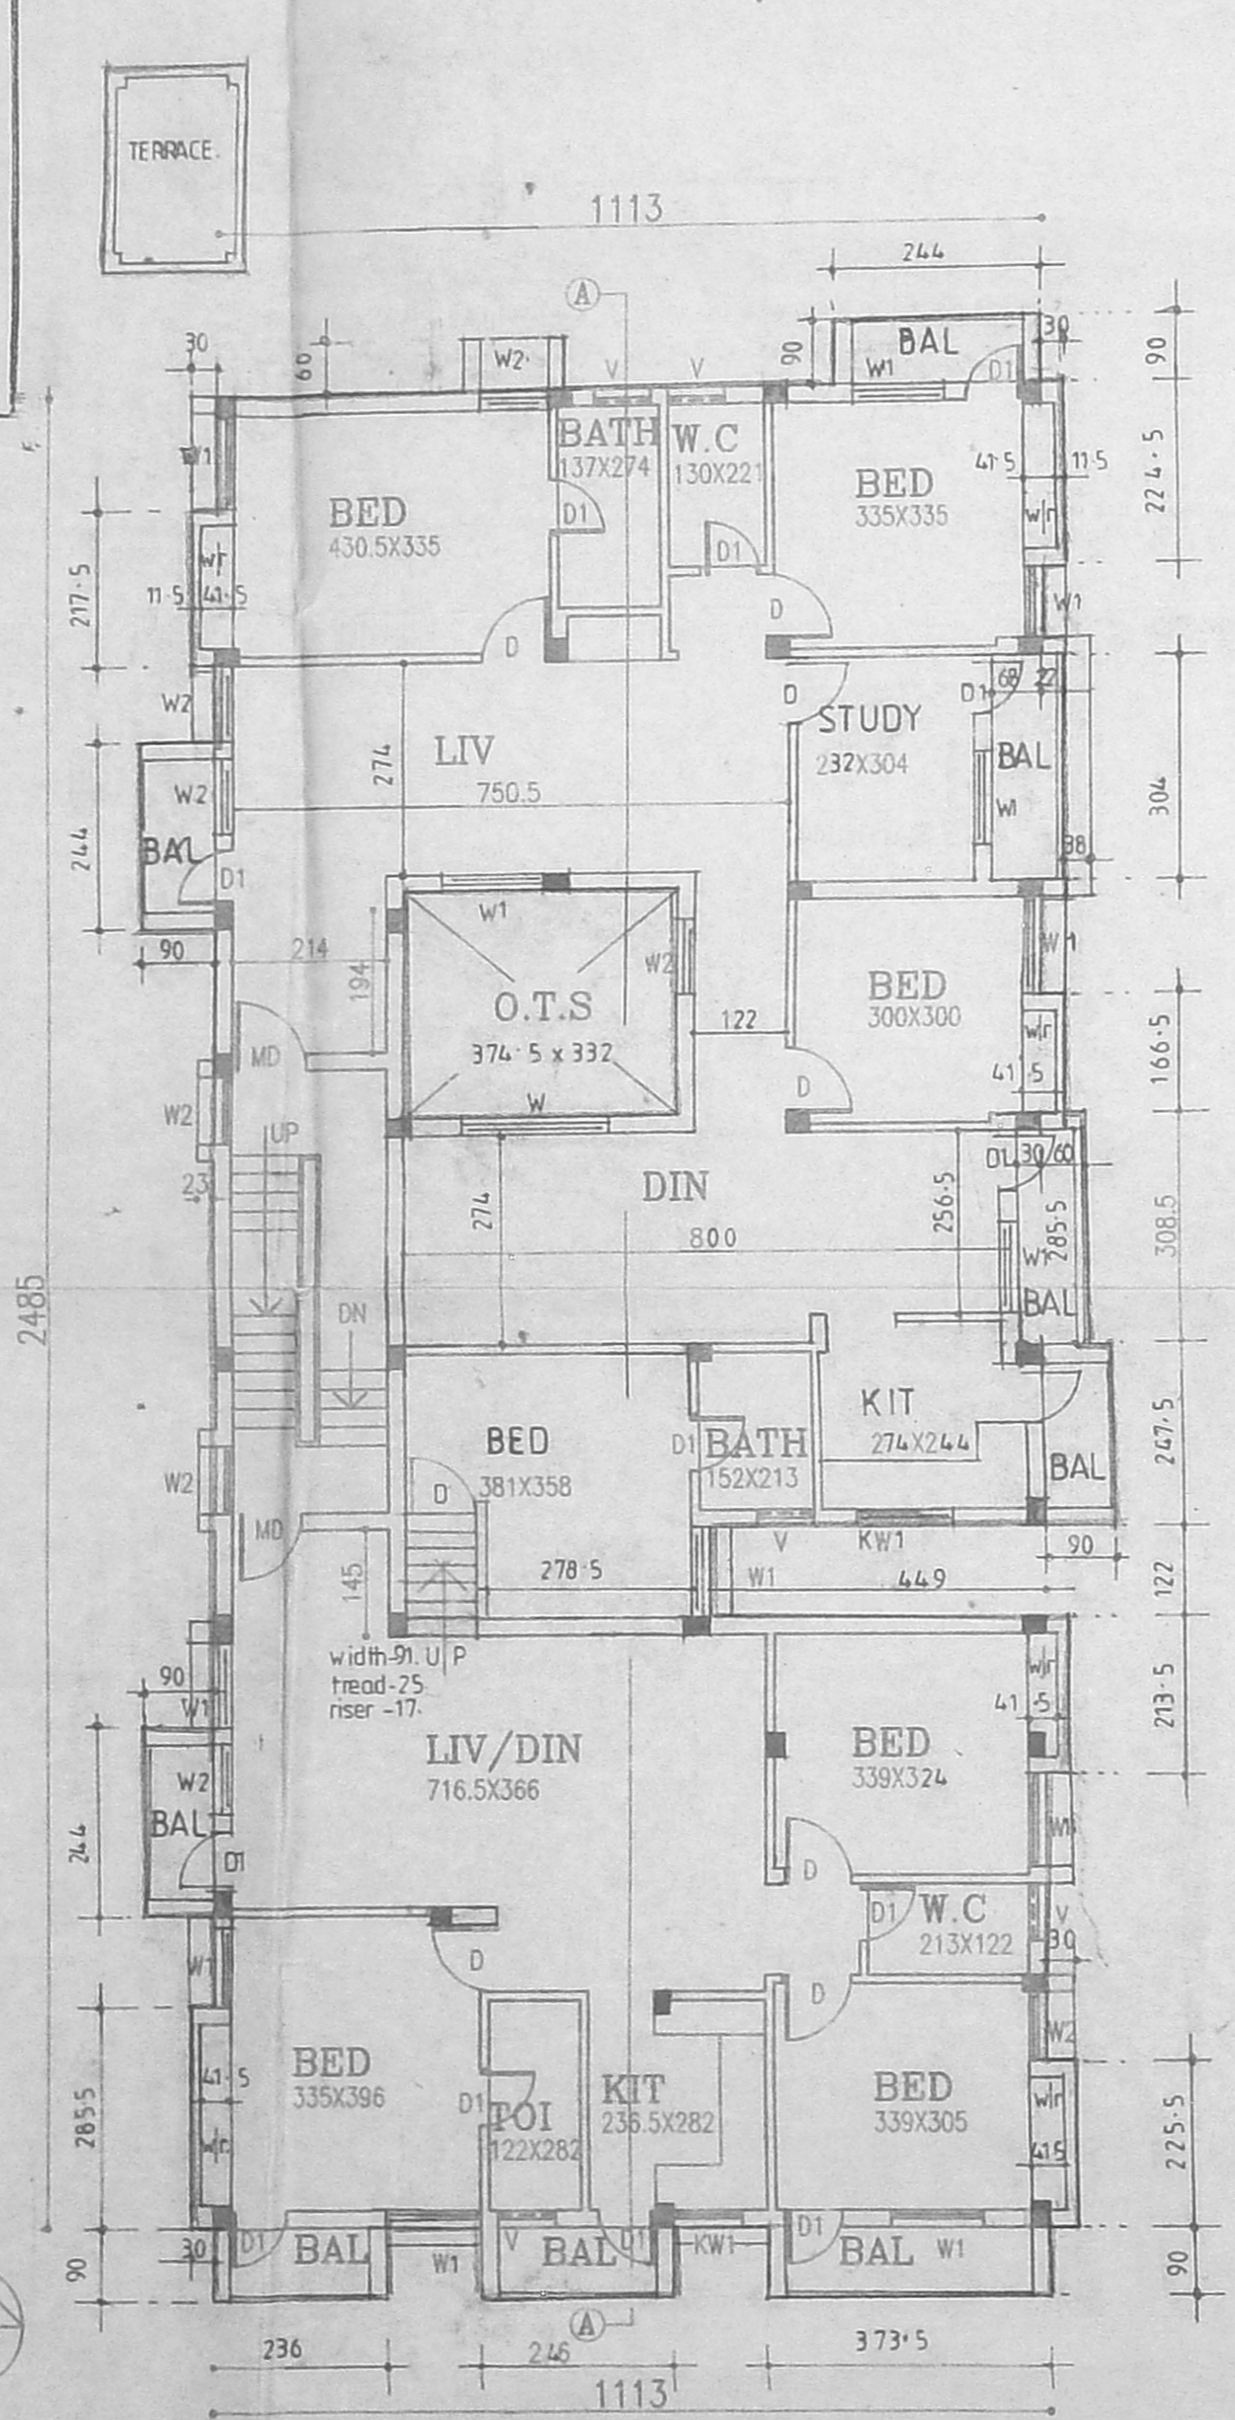 TERRACE.
1113
244
A
30
60
W2.
V
V
90
BAL
W1
D1
30
90
W1
BATH
137X274
W.C
130X221
BED
430.5X335
D1
D1
BED
335X335
41.5
11.5
224.5
w/r
w/r
11.5
41.5
217.5
D
D
W1
W2
LIV
750.5
274
D
STUDY
232X304
D1
68
22
BAL
W1
304
38
W2
BAL
244
D1
90
214
194
W1
W2
O.T.S
374.5 x 332
W
122
BED
300X300
W1
w/r
41.5
166.5
MD
D
W2
UP
23
DIN
274
800
256.5
D1
30/60
285.5
W1
BAL
308.5
2485
DN
BED
381X358
D1
BATH
152X213
KIT
274X244
BAL
247.5
W2
D
MD
V
KW1
90
145
278.5
W1
449
122
width-91. UP
tread-25
riser -17.
90
W1
w/r
41.5
213.5
LIV/DIN
716.5X366
BED
339X324
W2
BAL
244
D1
W1
D
D1
W.C
213X122
V
30
W1
D
D
W2
BED
335X396
41.5
w/r
285.5
D1
TOI
122X282
KIT
236.5X282
BED
339X305
w/r
41.5
225.5
D1
BAL
W1
V
BAL
D1
KW1
D1
BAL
W1
30
90
90
A
236
246
373.5
1113